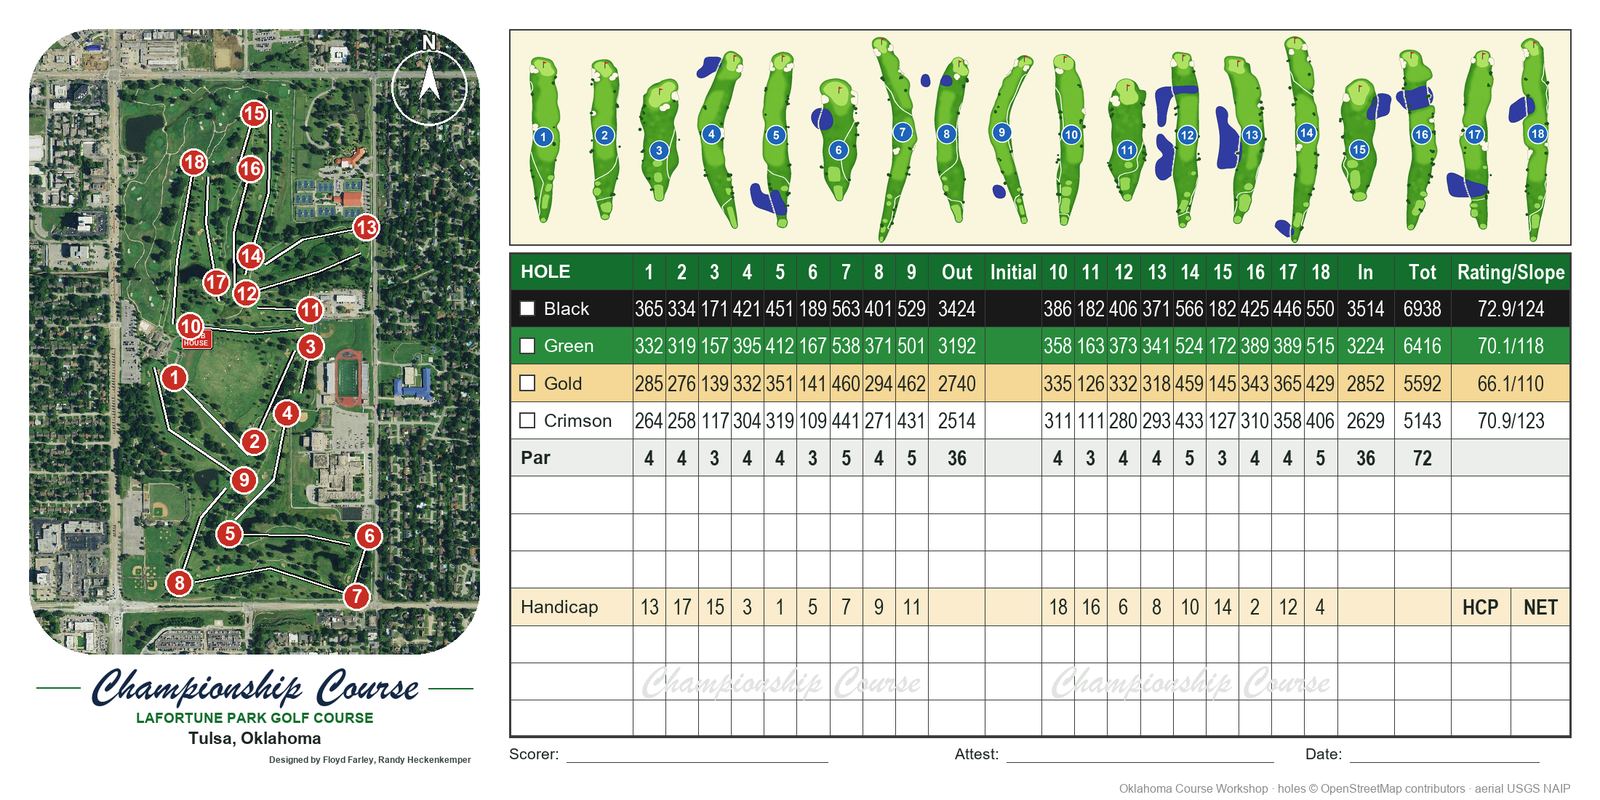 N
15
18
16
13
14
17
12
11
10
HOUSE
3
1
4
2
9
5
6
8
7
Championship Course
LAFORTUNE PARK GOLF COURSE
Tulsa, Oklahoma
Designed by Floyd Farley, Randy Heckenkemper
1 2 3 4 5 6 7 8 9 10 11 12 13 14 15 16 17 18
HOLE 1 2 3 4 5 6 7 8 9 Out Initial 10 11 12 13 14 15 16 17 18 In Tot Rating/Slope
Black 365 334 171 421 451 189 563 401 529 3424 386 182 406 371 566 182 425 446 550 3514 6938 72.9/124
Green 332 319 157 395 412 167 538 371 501 3192 358 163 373 341 524 172 389 389 515 3224 6416 70.1/118
Gold 285 276 139 332 351 141 460 294 462 2740 335 126 332 318 459 145 343 365 429 2852 5592 66.1/110
Crimson 264 258 117 304 319 109 441 271 431 2514 311 111 280 293 433 127 310 358 406 2629 5143 70.9/123
Par 4 4 3 4 4 3 5 4 5 36 4 3 4 4 5 3 4 4 5 36 72
Handicap 13 17 15 3 1 5 7 9 11 18 16 6 8 10 14 2 12 4 HCP NET
Championship Course Championship Course
Scorer: Attest: Date:
Oklahoma Course Workshop · holes © OpenStreetMap contributors · aerial USGS NAIP